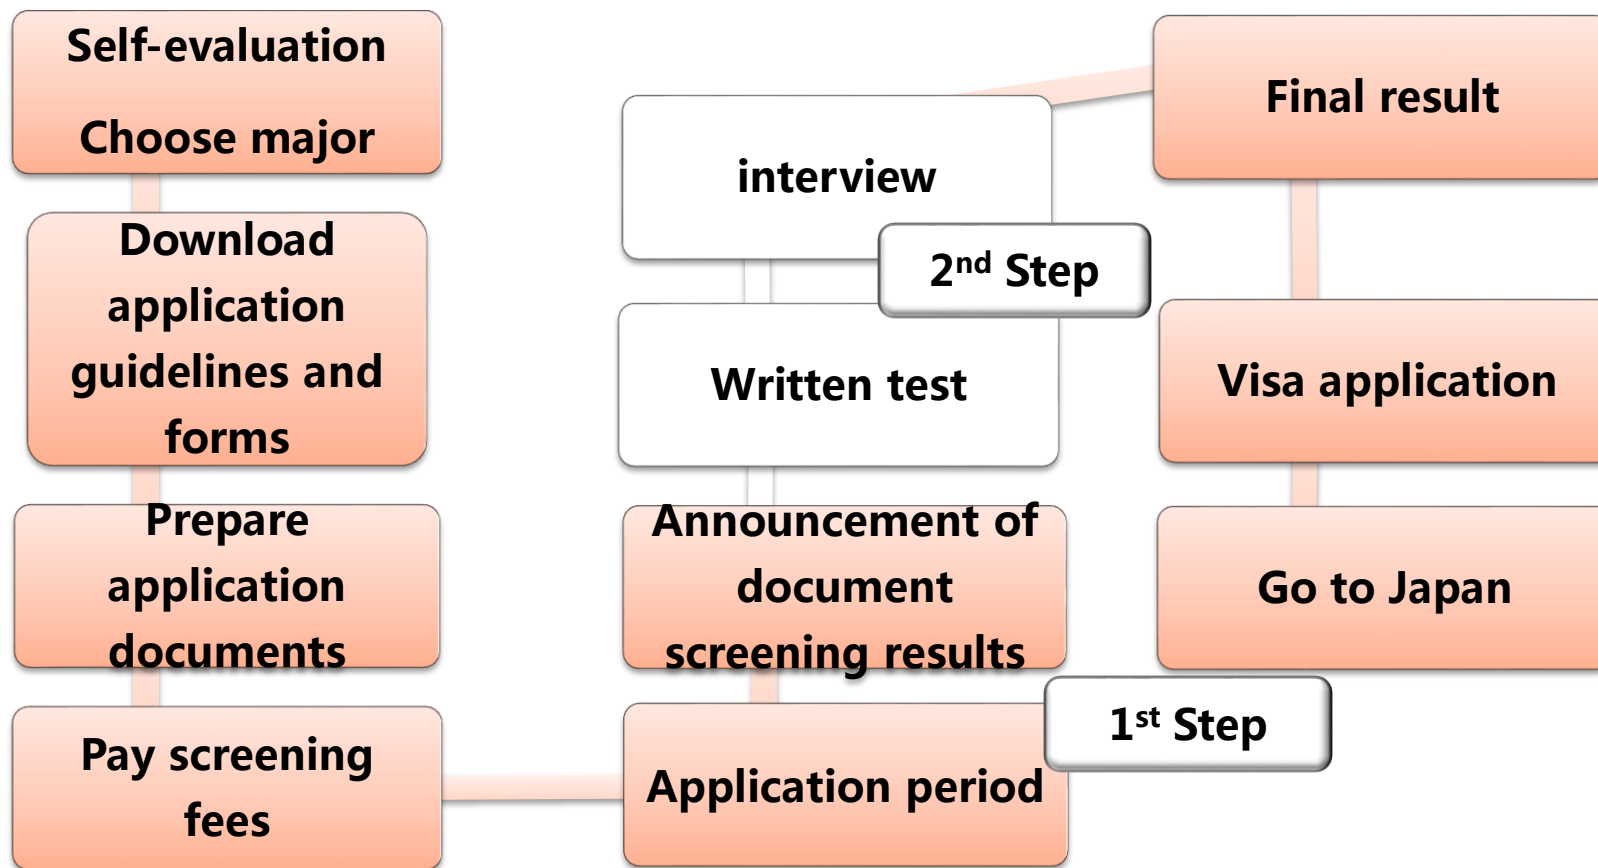 Self-evaluation
Choose major
Download
application
guidelines and
forms
Prepare
application
documents
Pay screening
fees
Application period
1st Step
Announcement of
document
screening results
Written test
2nd Step
interview
Final result
Visa application
Go to Japan